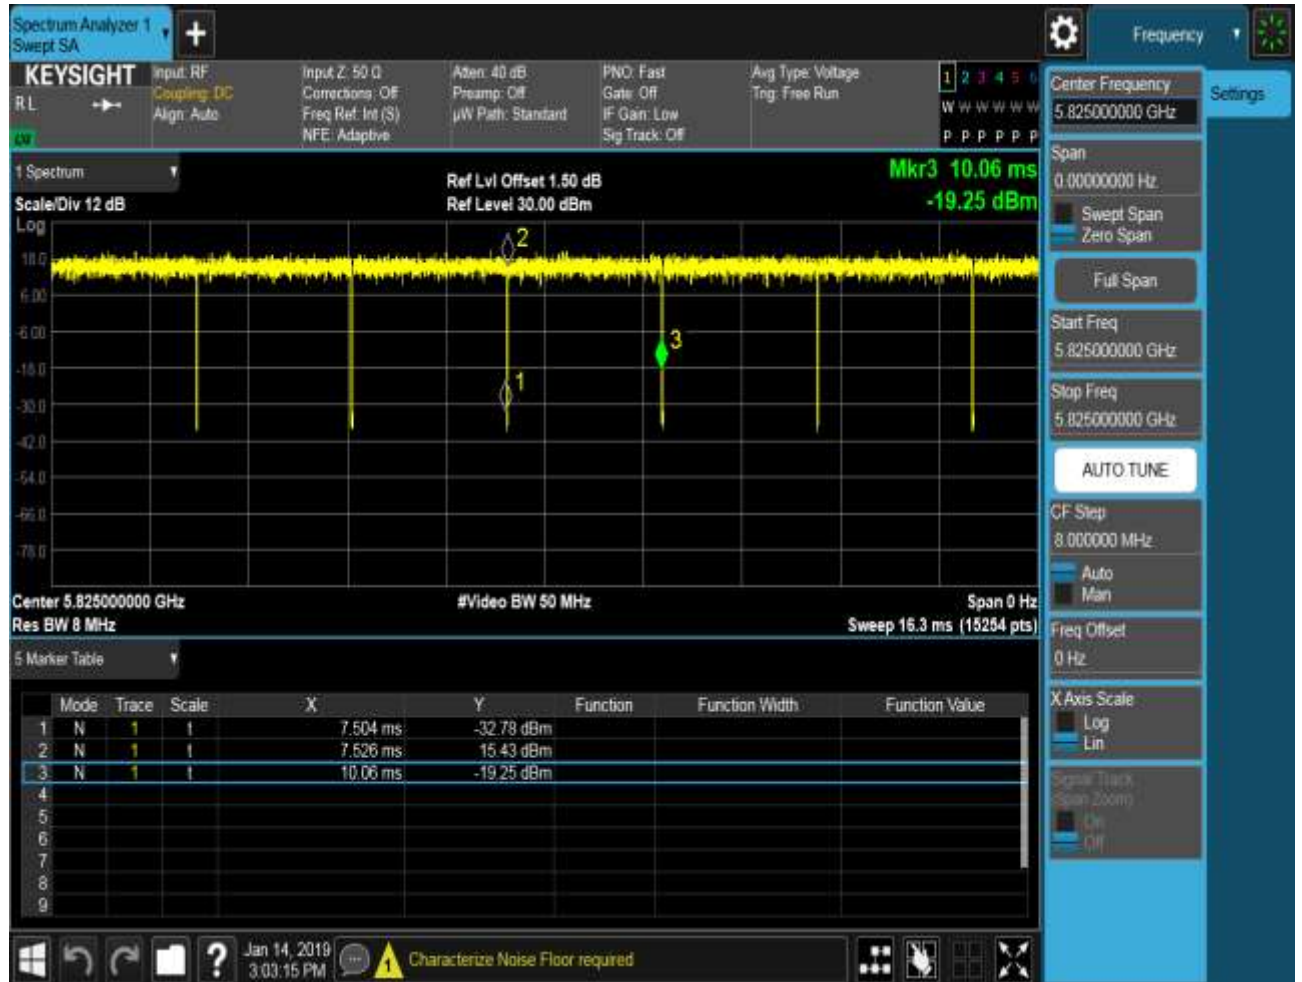 Spectrum Analyzer 1
Swept SA
Frequency
KEYSIGHT
R L
Input: RF
Coupling: DC
Align: Auto
Input Z: 50 Ω
Corrections: Off
Freq Ref: Int (S)
NFE: Adaptive
Atten: 40 dB
Preamp: Off
µW Path: Standard
PNO: Fast
Gate: Off
IF Gain: Low
Sig Track: Off
Avg Type: Voltage
Trig: Free Run
1 2 3 4 5 6
W W W W W W
P P P P P P
1 Spectrum
Scale/Div 12 dB
Log
Ref Lvl Offset 1.50 dB
Ref Level 30.00 dBm
Mkr3 10.06 ms
-19.25 dBm
18.0
6.00
-6.00
-18.0
-30.0
-42.0
-54.0
-66.0
-78.0
2
3
1
Center 5.825000000 GHz
#Video BW 50 MHz
Span 0 Hz
Res BW 8 MHz
Sweep 16.3 ms (15254 pts)
5 Marker Table
Mode Trace Scale X Y Function Function Width Function Value
1 N 1 t 7.504 ms -32.78 dBm
2 N 1 t 7.526 ms 15.43 dBm
3 N 1 t 10.06 ms -19.25 dBm
4
5
6
7
8
9
Jan 14, 2019
3:03:15 PM
Characterize Noise Floor required
Center Frequency
5.825000000 GHz
Settings
Span
0.00000000 Hz
Swept Span
Zero Span
Full Span
Start Freq
5.825000000 GHz
Stop Freq
5.825000000 GHz
AUTO TUNE
CF Step
8.000000 MHz
Auto
Man
Freq Offset
0 Hz
X Axis Scale
Log
Lin
Signal Track
(Span Zoom)
On
Off